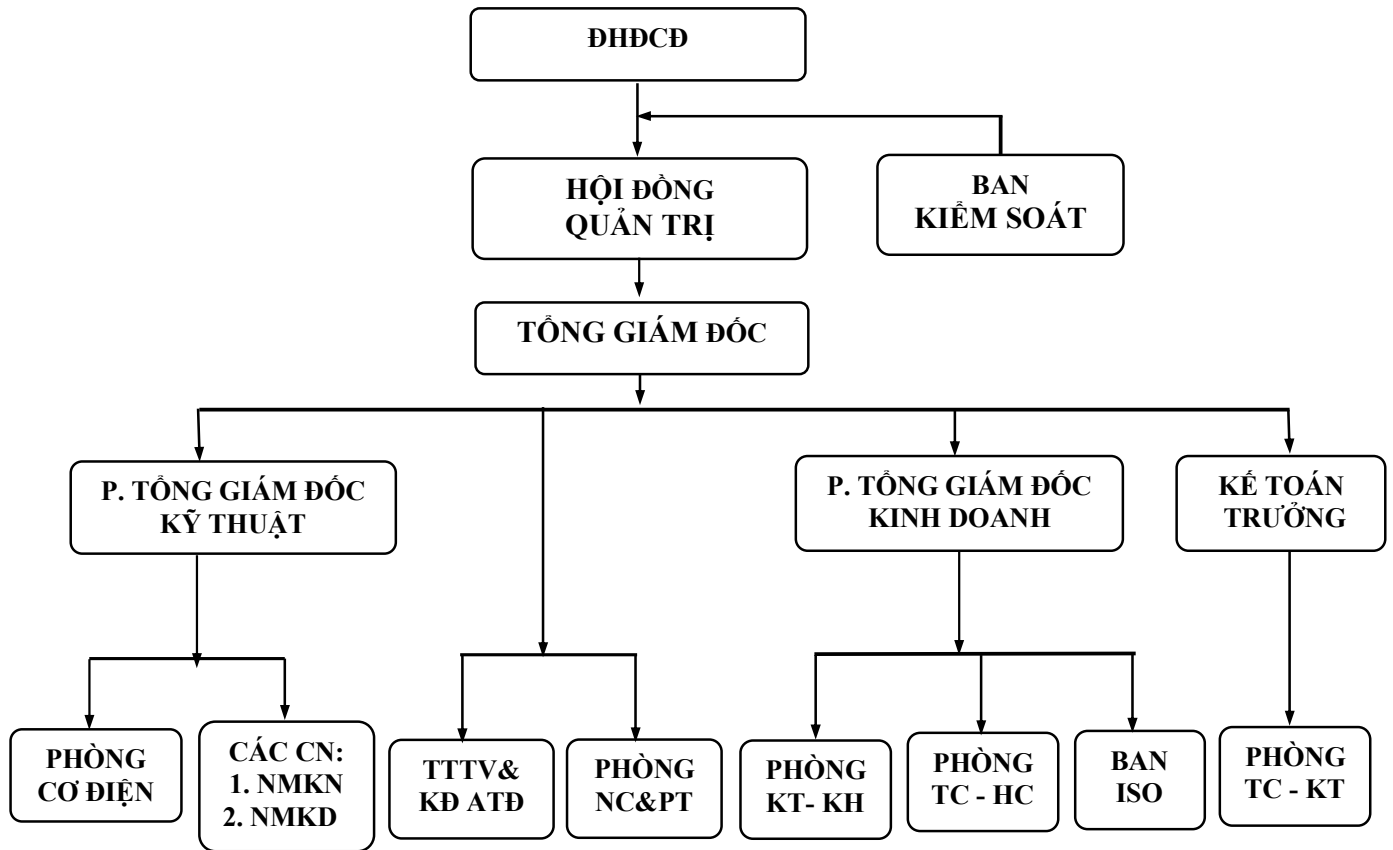 ĐHĐCĐ
HỘI ĐỒNG
QUẢN TRỊ
BAN
KIỂM SOÁT
TỔNG GIÁM ĐỐC
P. TỔNG GIÁM ĐỐC
KỸ THUẬT
P. TỔNG GIÁM ĐỐC
KINH DOANH
KẾ TOÁN
TRƯỞNG
PHÒNG
CƠ ĐIỆN
CÁC CN:
1. NMKN
2. NMKD
TTTV&
KĐ ATĐ
PHÒNG
NC&PT
PHÒNG
KT- KH
PHÒNG
TC - HC
BAN
ISO
PHÒNG
TC - KT